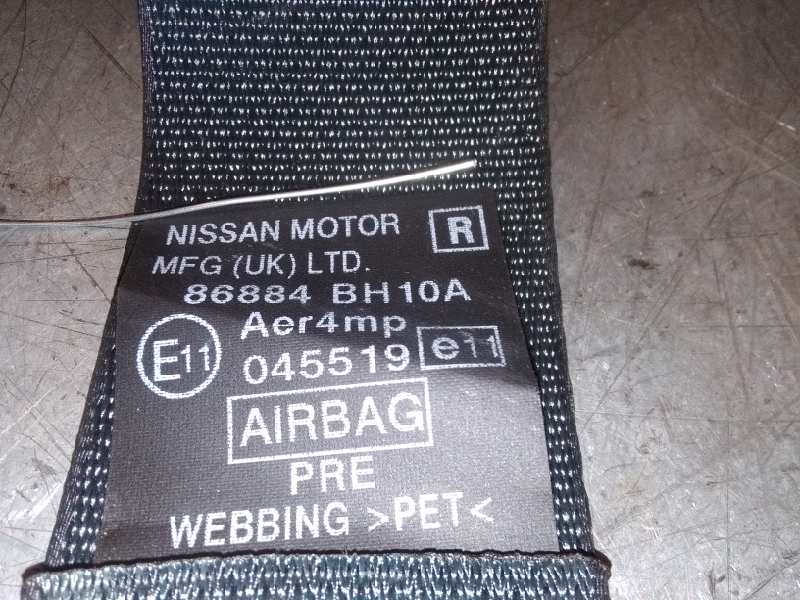 NISSAN MOTOR R
MFG (UK) LTD.
86884 BH10A
Aer4mp
E11 045519 e11
AIRBAG
PRE
WEBBING >PET<